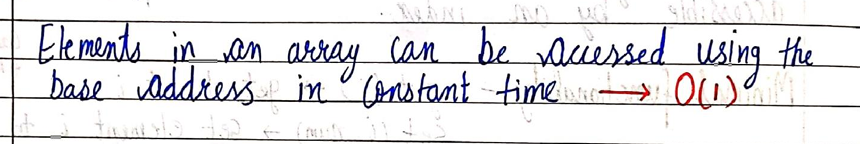 Elements in an array can be accessed using the
base address in constant time → O(1)